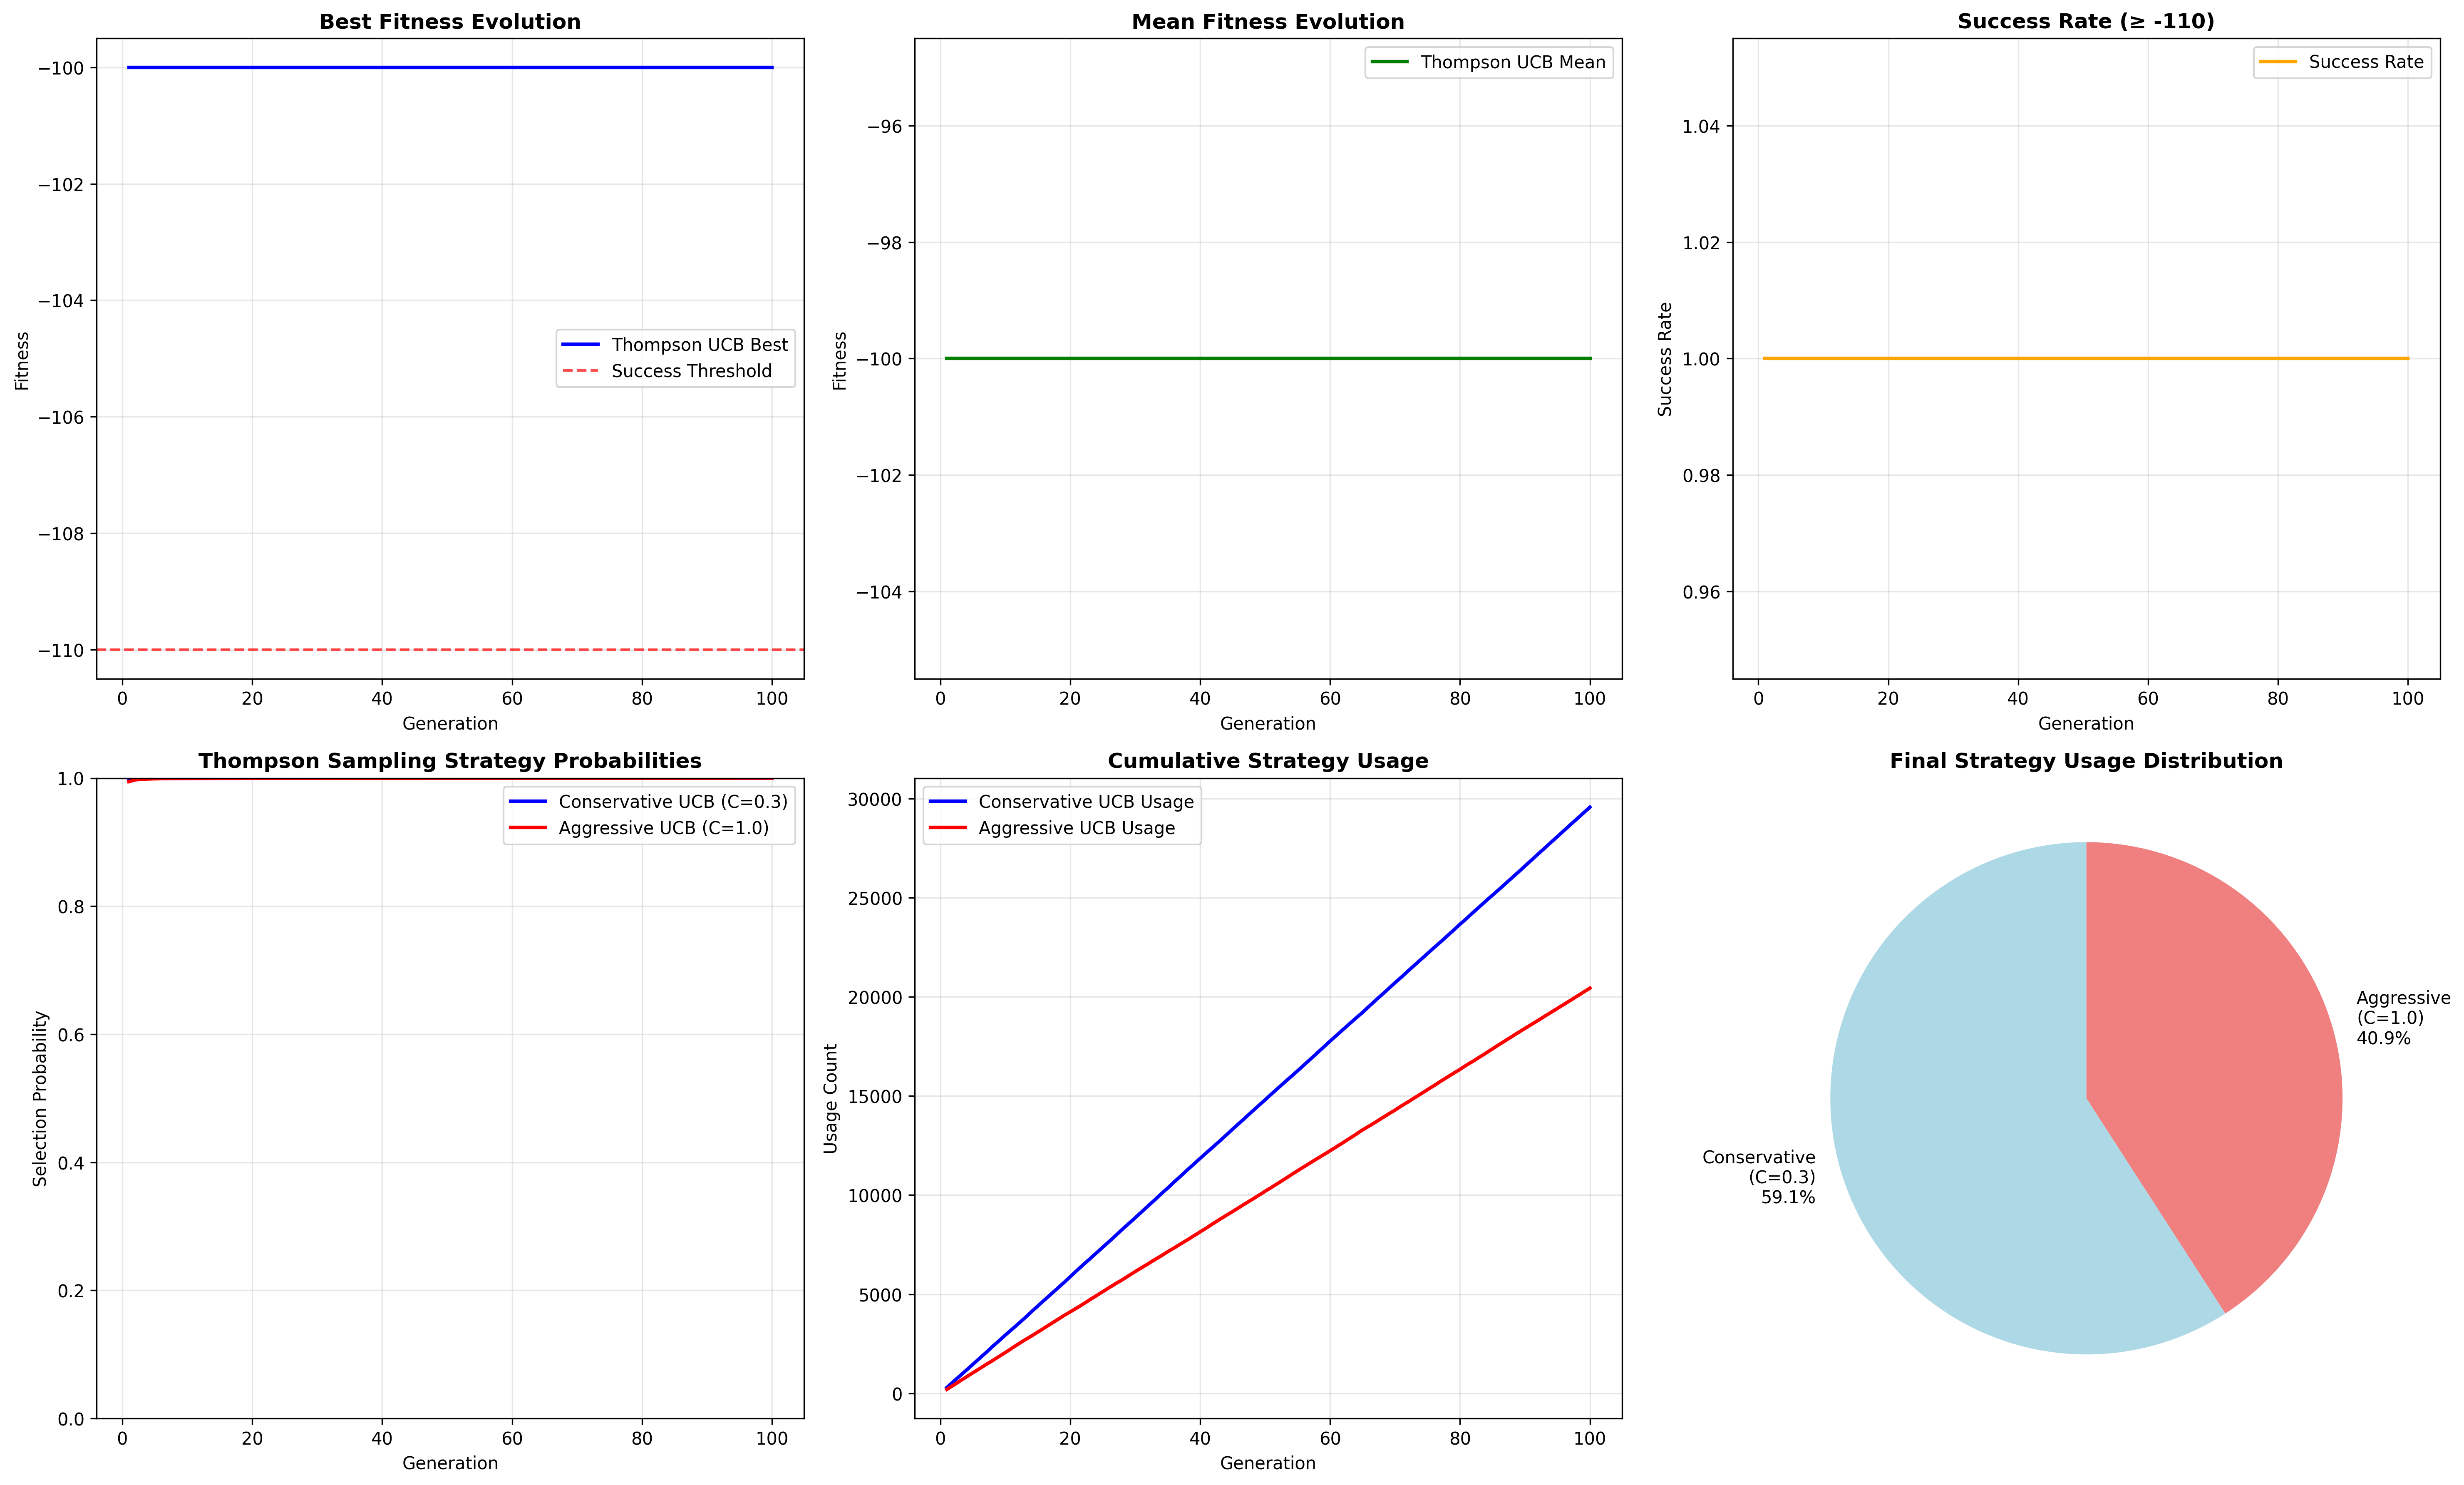 Best Fitness Evolution
Fitness
−100
−102
−104
−106
−108
−110
Thompson UCB Best
Success Threshold
0 20 40 60 80 100
Generation
Mean Fitness Evolution
Fitness
−96
−98
−100
−102
−104
Thompson UCB Mean
0 20 40 60 80 100
Generation
Success Rate (≥ -110)
Success Rate
1.04
1.02
1.00
0.98
0.96
Success Rate
0 20 40 60 80 100
Generation
Thompson Sampling Strategy Probabilities
Selection Probability
1.0
0.8
0.6
0.4
0.2
0.0
Conservative UCB (C=0.3)
Aggressive UCB (C=1.0)
0 20 40 60 80 100
Generation
Cumulative Strategy Usage
Usage Count
30000
25000
20000
15000
10000
5000
0
Conservative UCB Usage
Aggressive UCB Usage
0 20 40 60 80 100
Generation
Final Strategy Usage Distribution
Aggressive
(C=1.0)
40.9%
Conservative
(C=0.3)
59.1%